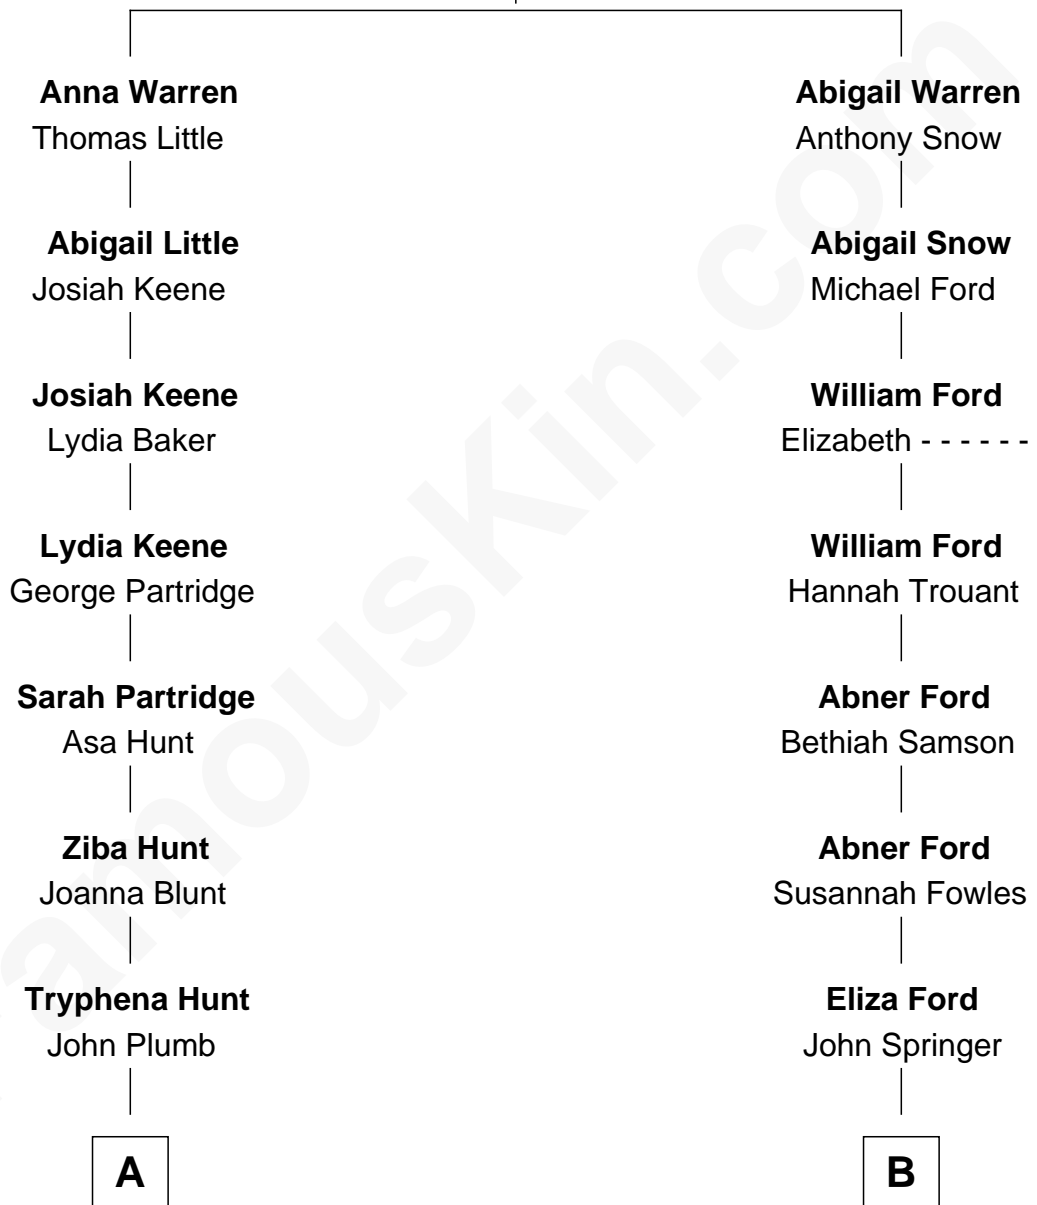 Anna Warren
Thomas Little
Abigail Little
Josiah Keene
Josiah Keene
Lydia Baker
Lydia Keene
George Partridge
Sarah Partridge
Asa Hunt
Ziba Hunt
Joanna Blunt
Tryphena Hunt
John Plumb
A
Abigail Warren
Anthony Snow
Abigail Snow
Michael Ford
William Ford
Elizabeth - - - - - -
William Ford
Hannah Trouant
Abner Ford
Bethiah Samson
Abner Ford
Susannah Fowles
Eliza Ford
John Springer
B
amouskin.com